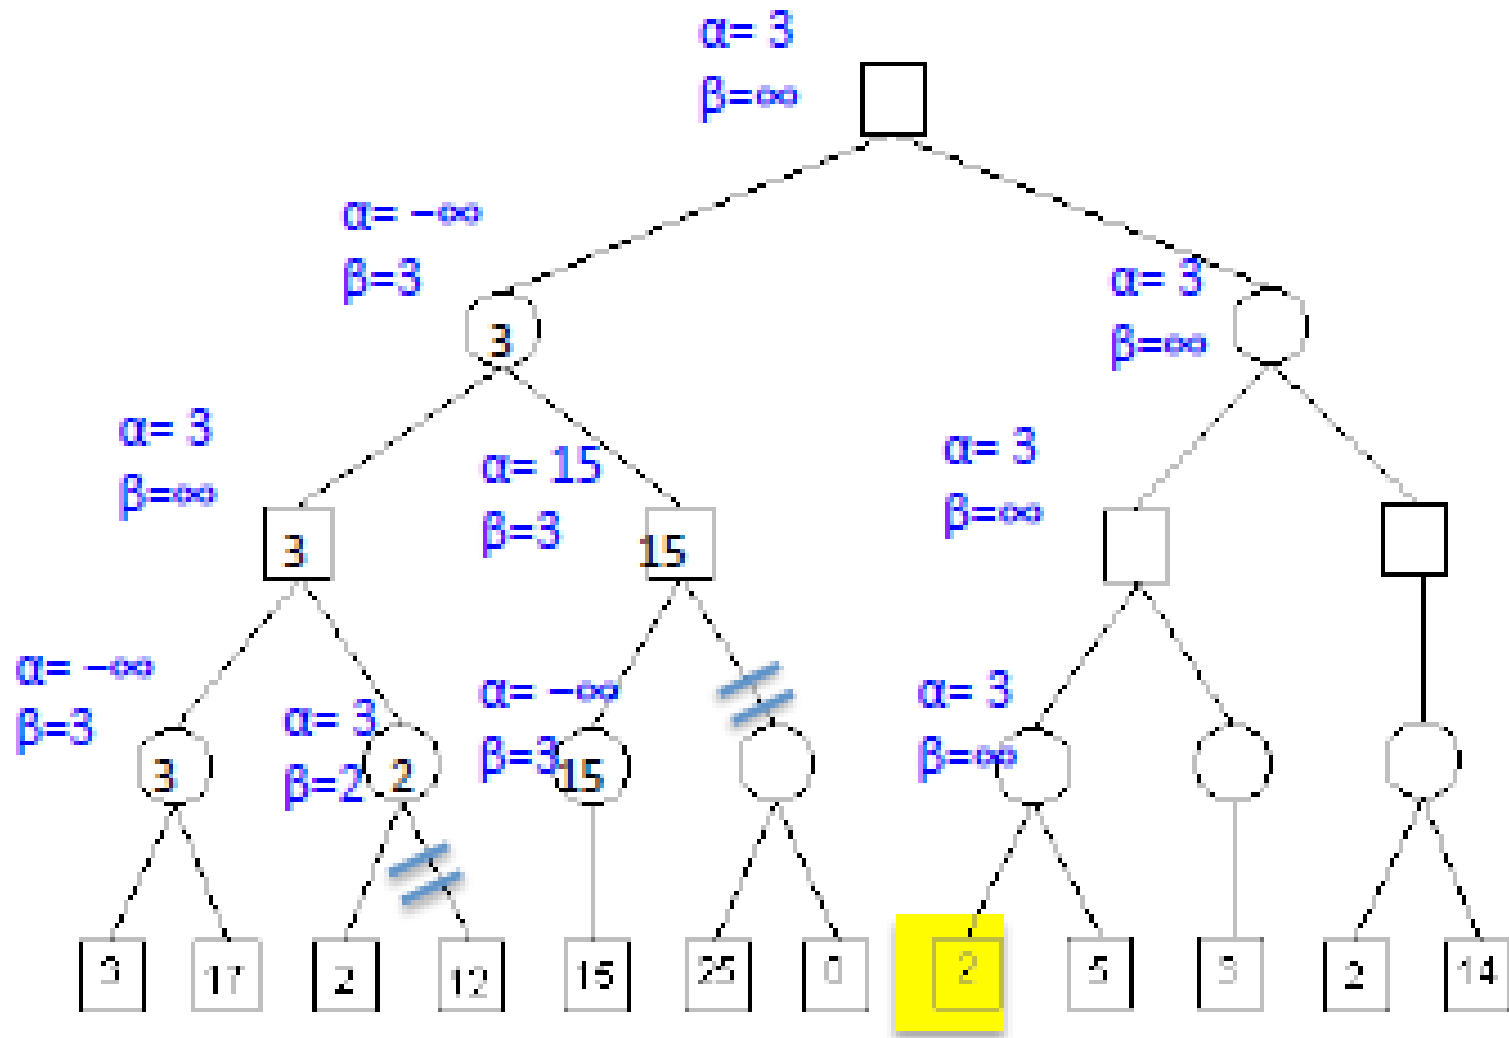 α= 3
β=∞
α= −∞
β=3
3
α= 3
β=∞
α= 3
β=∞
3
α= 15
β=3
15
α= 3
β=∞
α= −∞
β=3
3
α= 3
β=2
2
α= −∞
β=3
15
α= 3
β=∞
3
17
2
12
15
25
0
2
5
3
2
14